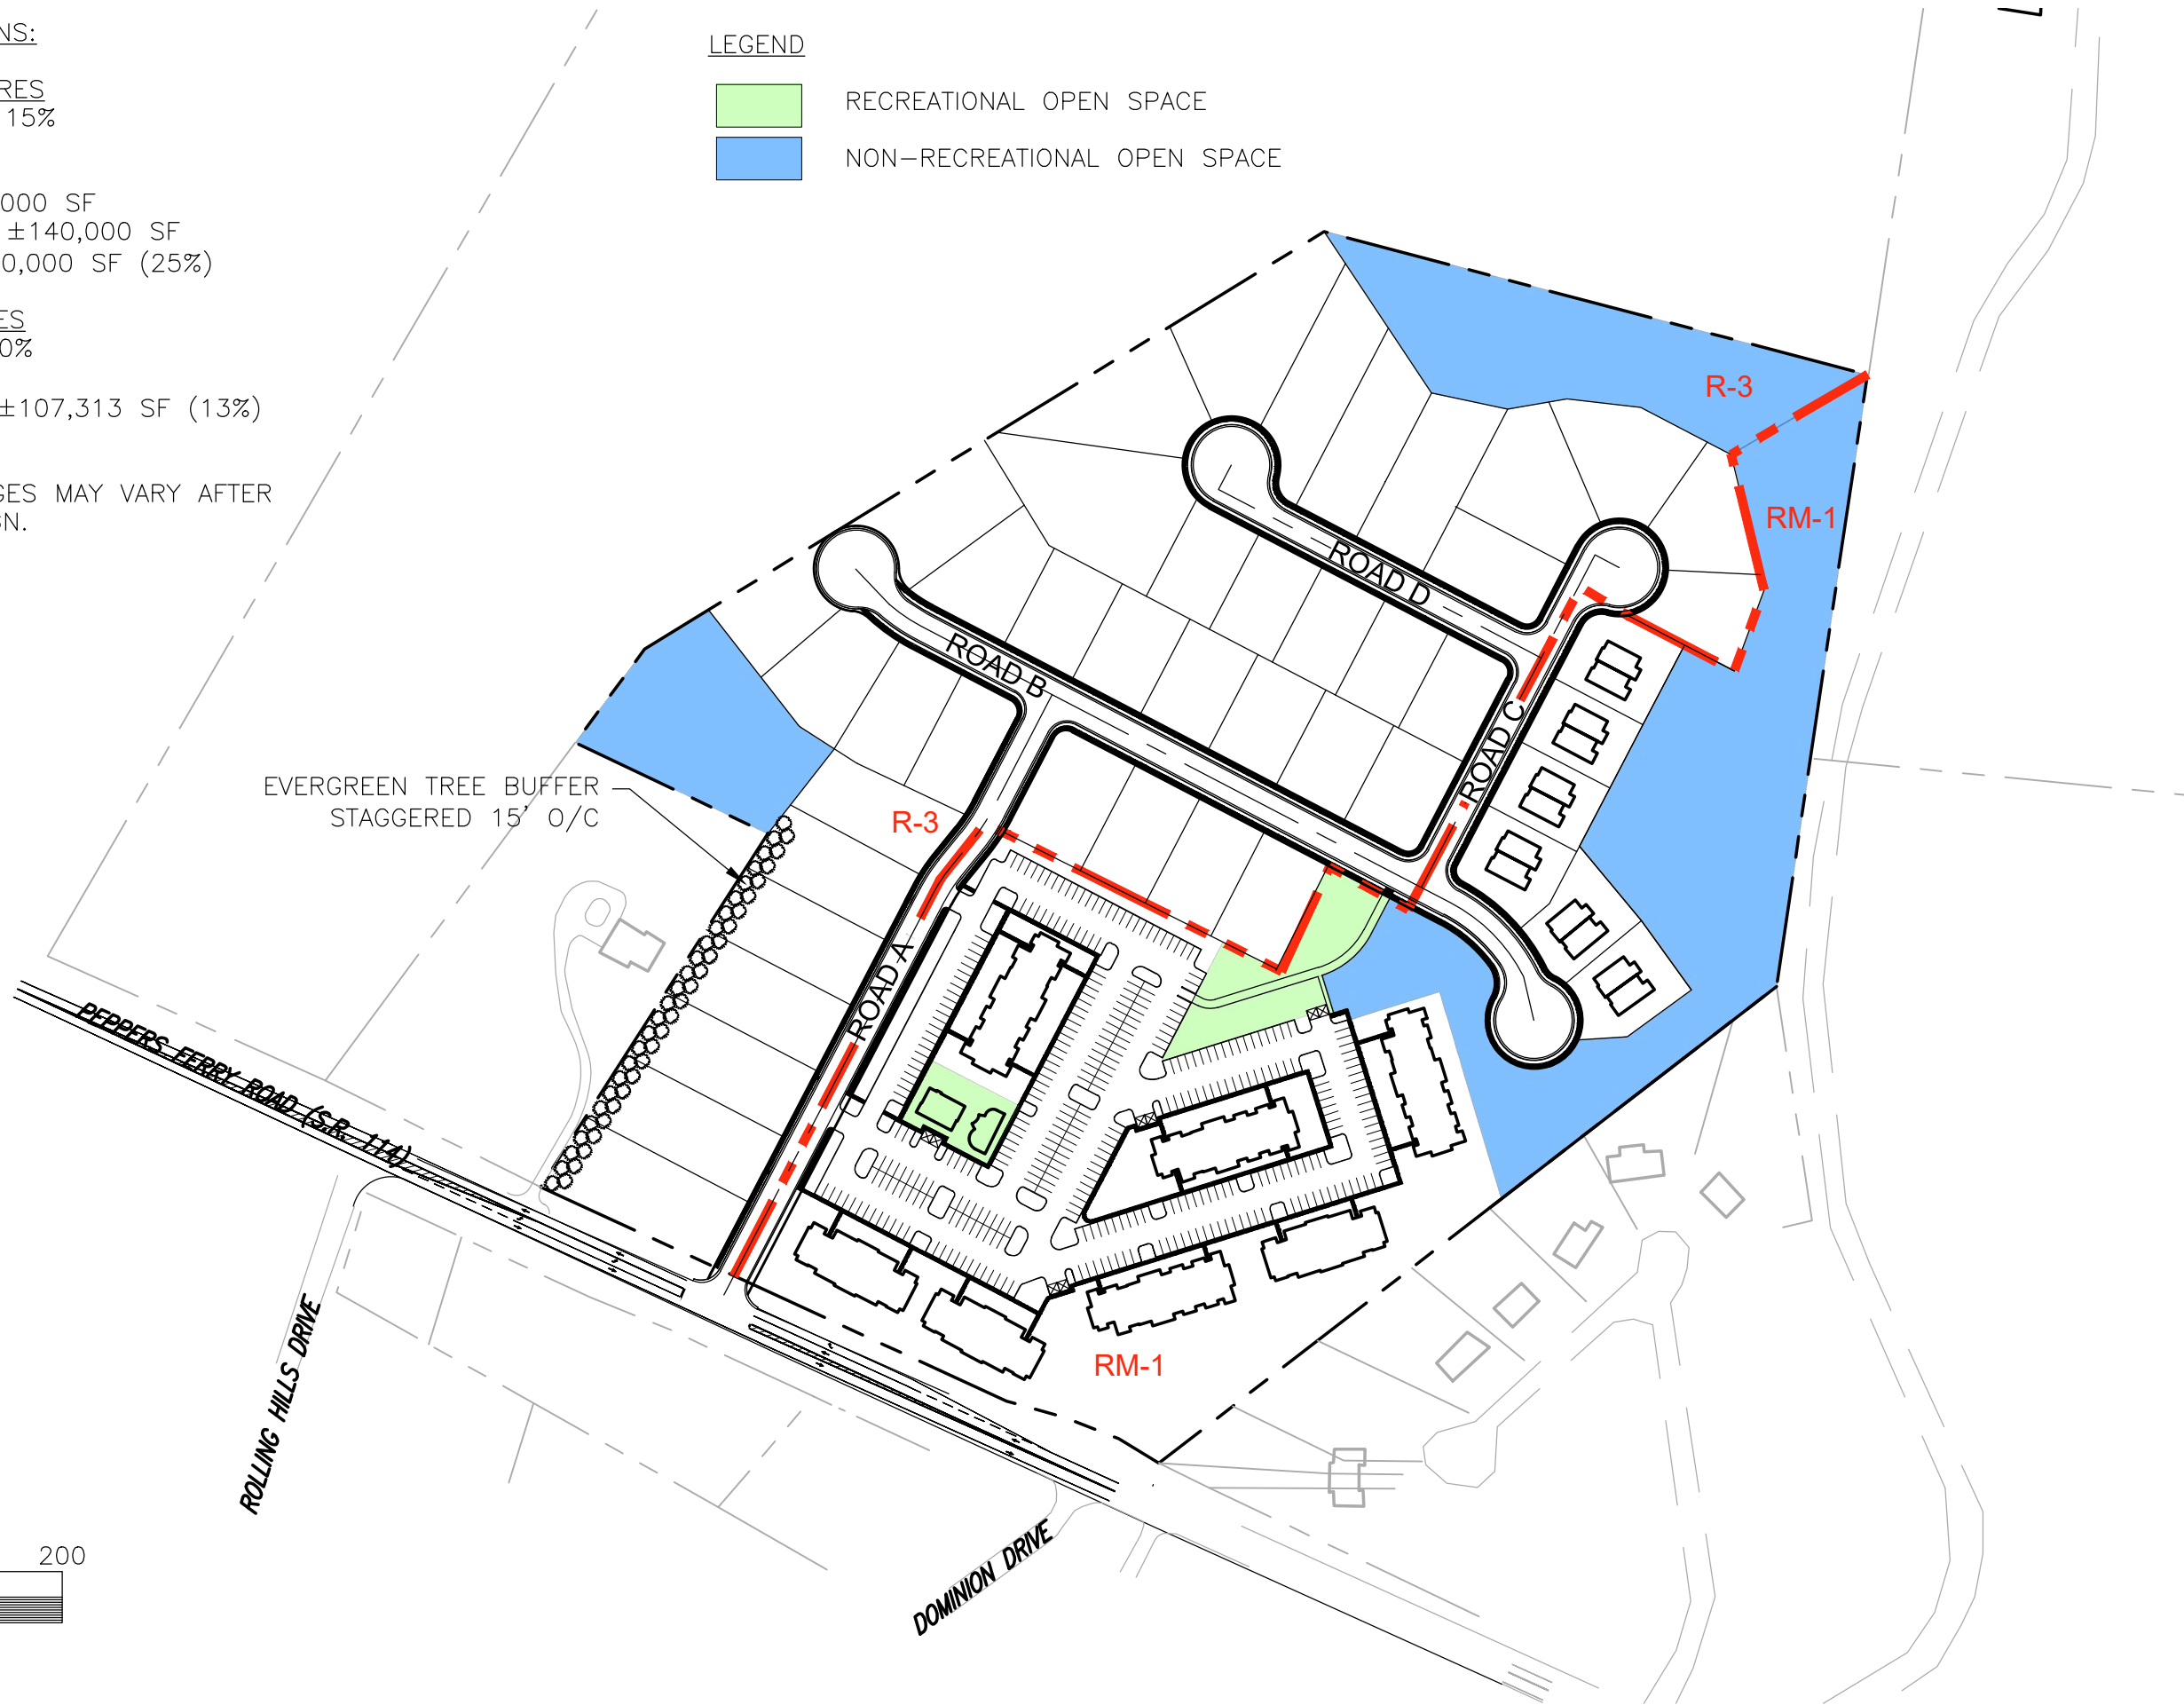 NS:
RES
15%
000 SF
±140,000 SF
0,000 SF (25%)
ES
0%
±107,313 SF (13%)
GES MAY VARY AFTER
GN.
LEGEND
RECREATIONAL OPEN SPACE
NON-RECREATIONAL OPEN SPACE
R-3
RM-1
ROAD D
ROAD B
ROAD C
EVERGREEN TREE BUFFER
STAGGERED 15' O/C
R-3
ROAD A
PEPPERS FERRY ROAD (S.R. 114)
RM-1
ROLLING HILLS DRIVE
DOMINION DRIVE
200